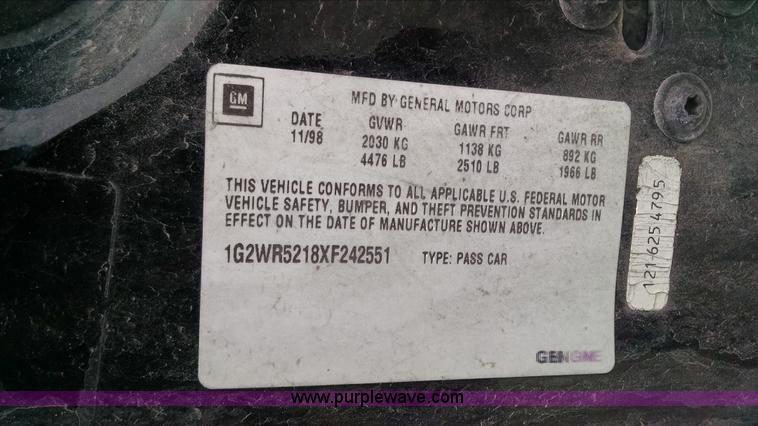 GM
MFD BY GENERAL MOTORS CORP
DATE GVWR GAWR FRT GAWR RR
11/98 2030 KG 1138 KG 892 KG
4476 LB 2510 LB 1966 LB
THIS VEHICLE CONFORMS TO ALL APPLICABLE U.S. FEDERAL MOTOR
VEHICLE SAFETY, BUMPER, AND THEFT PREVENTION STANDARDS IN
EFFECT ON THE DATE OF MANUFACTURE SHOWN ABOVE.
1G2WR5218XF242551 TYPE: PASS CAR
121 625 4795
www.purplewave.com